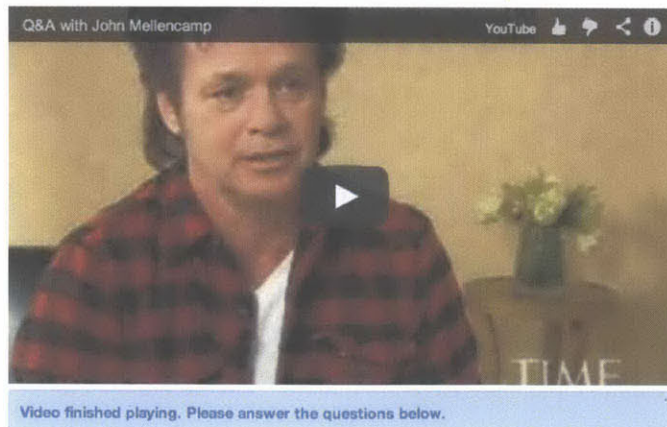 Q&A with John Mellencamp
YouTube
TIME
Video finished playing. Please answer the questions below.